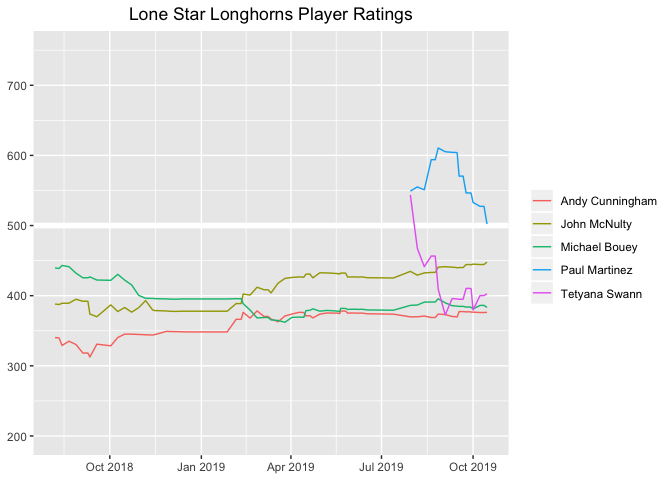 Lone Star Longhorns Player Ratings
700
600
500
400
300
200
Oct 2018
Jan 2019
Apr 2019
Jul 2019
Oct 2019
Andy Cunningham
John McNulty
Michael Bouey
Paul Martinez
Tetyana Swann